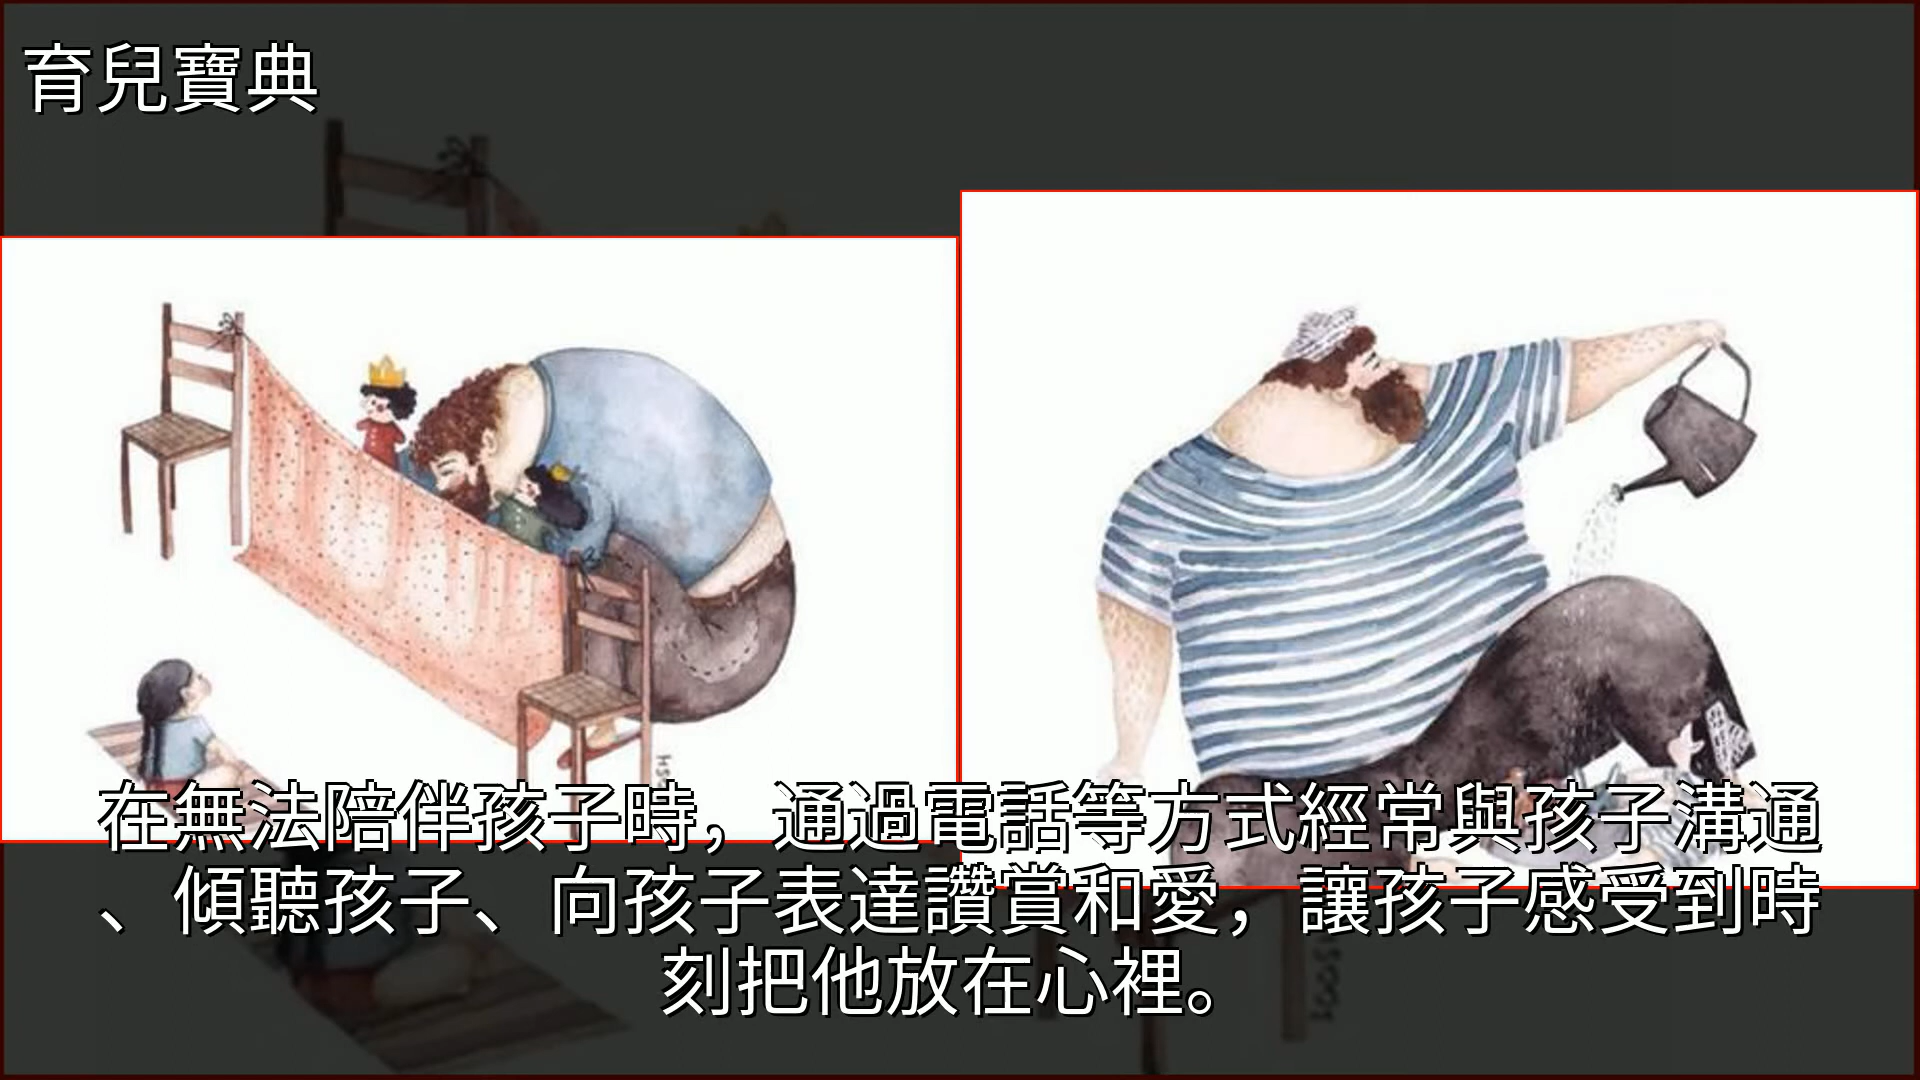 育兒寶典
在無法陪伴孩子時，通過電話等方式經常與孩子溝通
、傾聽孩子、向孩子表達讚賞和愛，讓孩子感受到時
刻把他放在心裡。